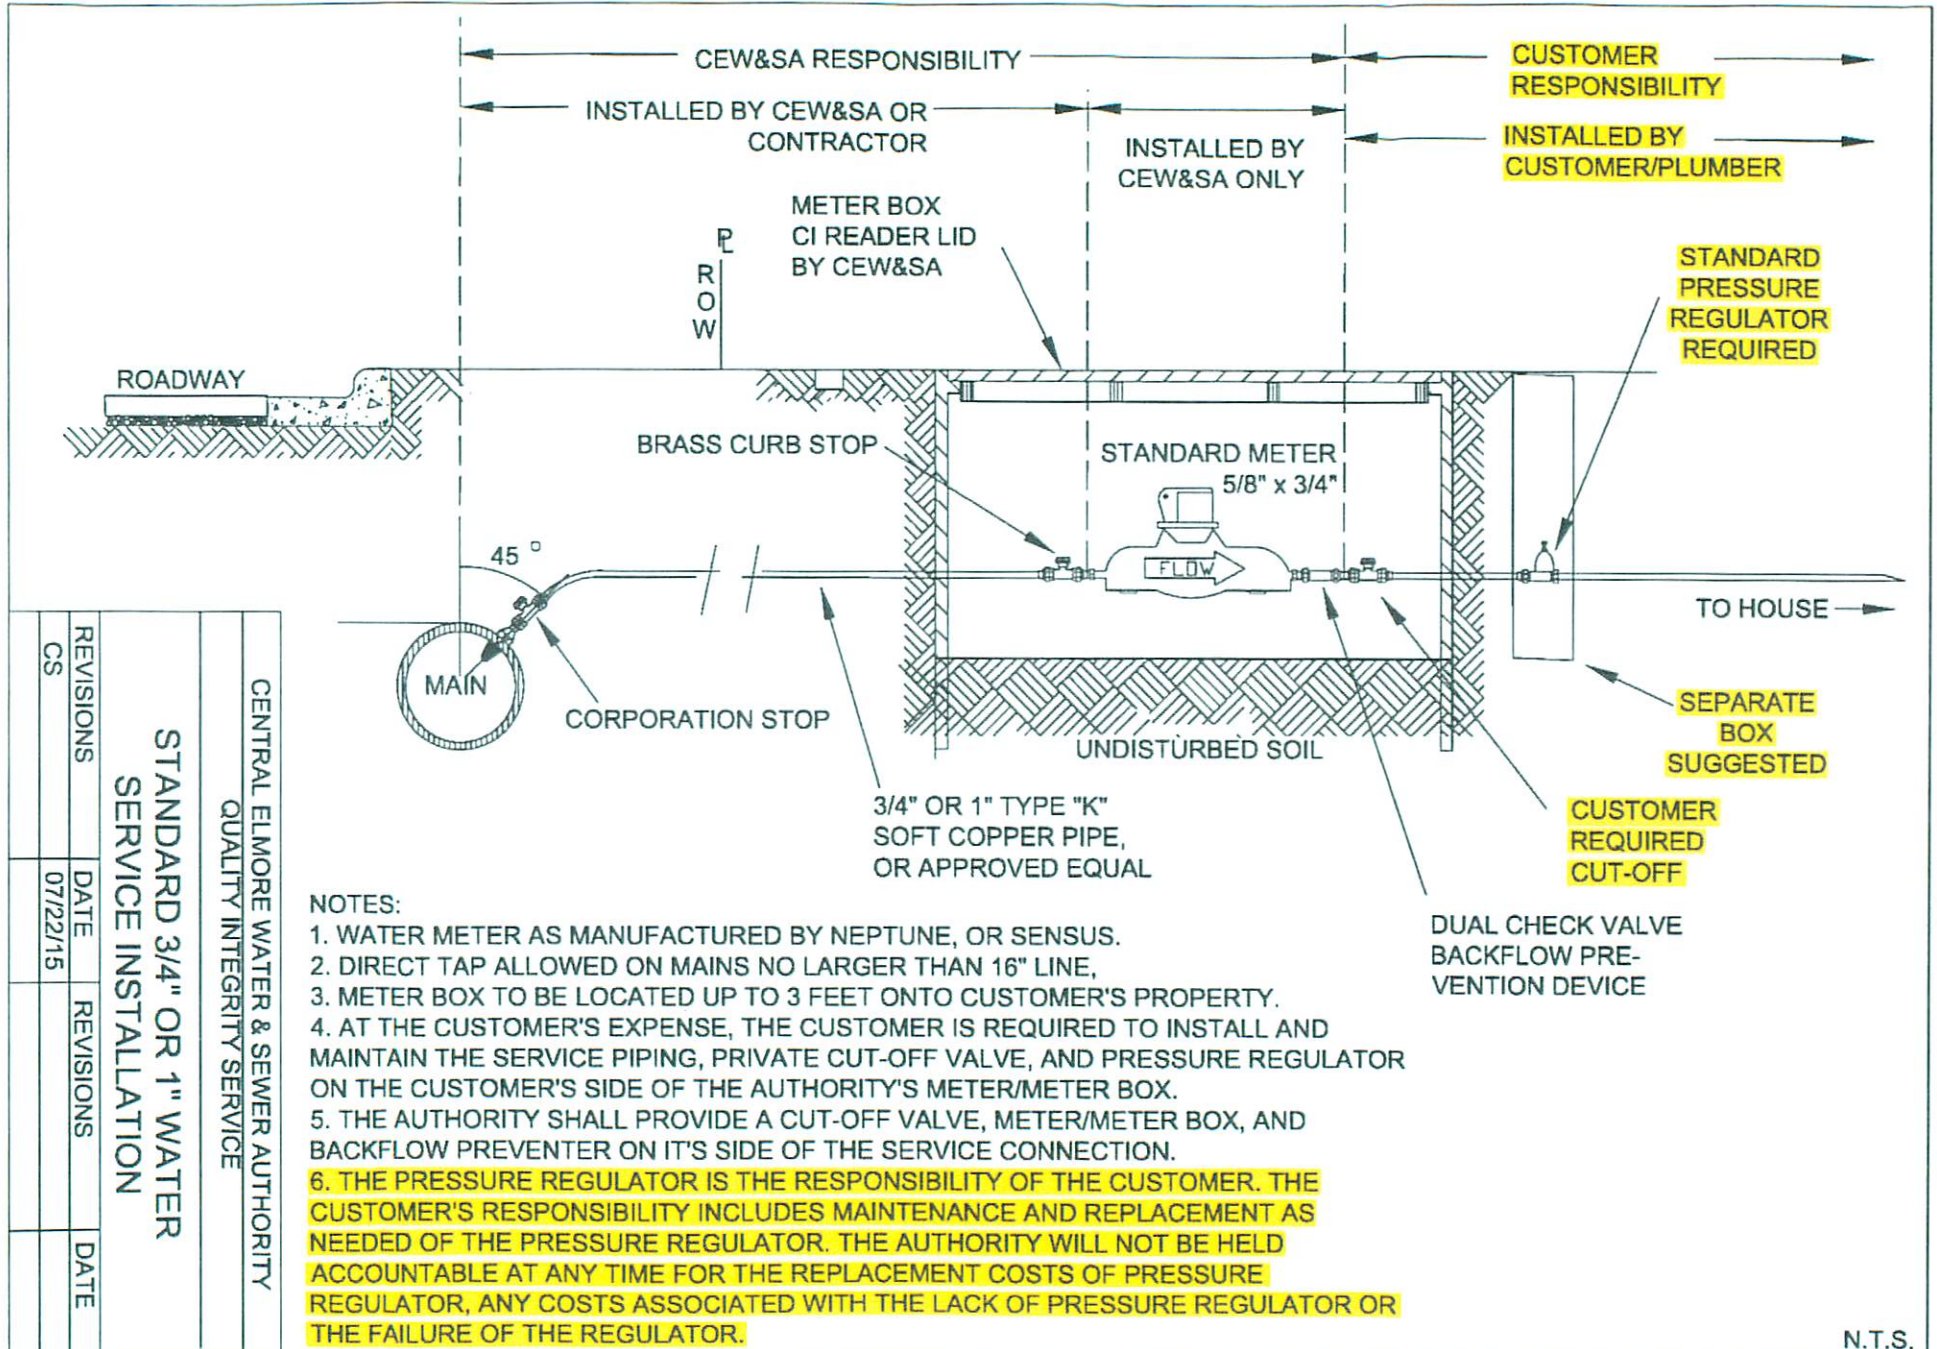 CEW&SA RESPONSIBILITY
CUSTOMER
RESPONSIBILITY
INSTALLED BY CEW&SA OR
CONTRACTOR
INSTALLED BY
CEW&SA ONLY
INSTALLED BY
CUSTOMER/PLUMBER
METER BOX
CI READER LID
BY CEW&SA
PL
R
O
W
STANDARD
PRESSURE
REGULATOR
REQUIRED
ROADWAY
BRASS CURB STOP
STANDARD METER
5/8" x 3/4"
45°
FLOW
TO HOUSE
MAIN
CORPORATION STOP
UNDISTURBED SOIL
SEPARATE
BOX
SUGGESTED
3/4" OR 1" TYPE "K"
SOFT COPPER PIPE,
OR APPROVED EQUAL
CUSTOMER
REQUIRED
CUT-OFF
DUAL CHECK VALVE
BACKFLOW PRE-
VENTION DEVICE
NOTES:
1. WATER METER AS MANUFACTURED BY NEPTUNE, OR SENSUS.
2. DIRECT TAP ALLOWED ON MAINS NO LARGER THAN 16" LINE,
3. METER BOX TO BE LOCATED UP TO 3 FEET ONTO CUSTOMER'S PROPERTY.
4. AT THE CUSTOMER'S EXPENSE, THE CUSTOMER IS REQUIRED TO INSTALL AND
MAINTAIN THE SERVICE PIPING, PRIVATE CUT-OFF VALVE, AND PRESSURE REGULATOR
ON THE CUSTOMER'S SIDE OF THE AUTHORITY'S METER/METER BOX.
5. THE AUTHORITY SHALL PROVIDE A CUT-OFF VALVE, METER/METER BOX, AND
BACKFLOW PREVENTER ON IT'S SIDE OF THE SERVICE CONNECTION.
6. THE PRESSURE REGULATOR IS THE RESPONSIBILITY OF THE CUSTOMER. THE
CUSTOMER'S RESPONSIBILITY INCLUDES MAINTENANCE AND REPLACEMENT AS
NEEDED OF THE PRESSURE REGULATOR. THE AUTHORITY WILL NOT BE HELD
ACCOUNTABLE AT ANY TIME FOR THE REPLACEMENT COSTS OF PRESSURE
REGULATOR, ANY COSTS ASSOCIATED WITH THE LACK OF PRESSURE REGULATOR OR
THE FAILURE OF THE REGULATOR.
N.T.S.
CENTRAL ELMORE WATER & SEWER AUTHORITY
QUALITY INTEGRITY SERVICE
STANDARD 3/4" OR 1" WATER
SERVICE INSTALLATION
REVISIONS DATE REVISIONS DATE
CS 07/22/15